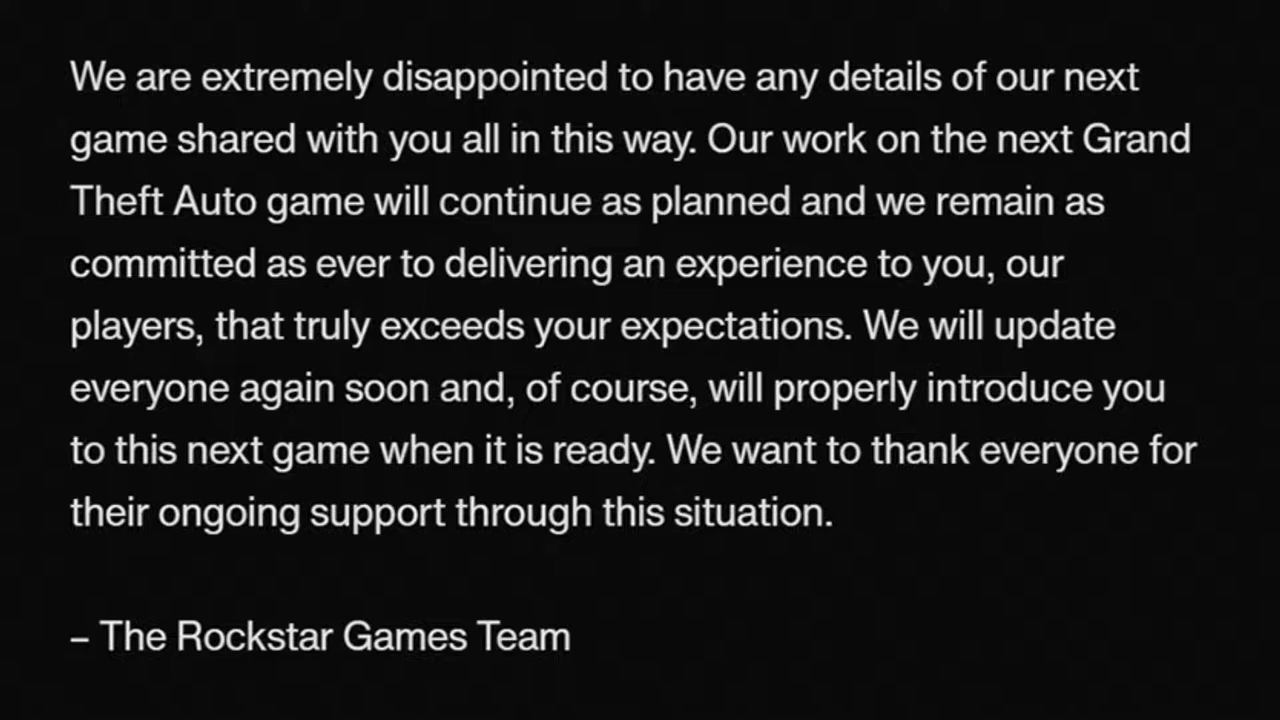 We are extremely disappointed to have any details of our next
game shared with you all in this way. Our work on the next Grand
Theft Auto game will continue as planned and we remain as
committed as ever to delivering an experience to you, our
players, that truly exceeds your expectations. We will update
everyone again soon and, of course, will properly introduce you
to this next game when it is ready. We want to thank everyone for
their ongoing support through this situation.
– The Rockstar Games Team